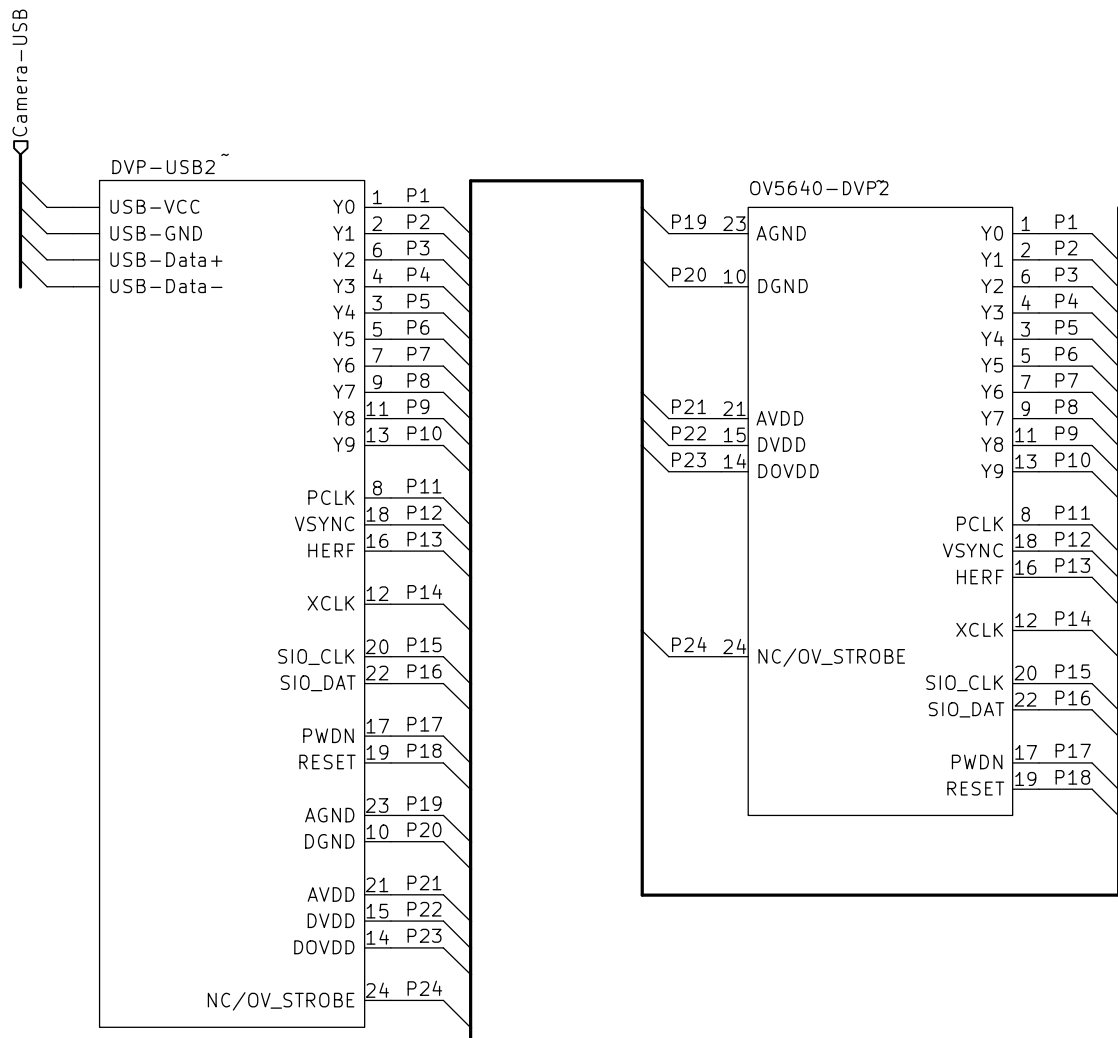 Camera-USB
DVP-USB2~
USB-VCC
USB-GND
USB-Data+
USB-Data-
Y0 1 P1
Y1 2 P2
Y2 6 P3
Y3 4 P4
Y4 3 P5
Y5 5 P6
Y6 7 P7
Y7 9 P8
Y8 11 P9
Y9 13 P10
PCLK 8 P11
VSYNC 18 P12
HERF 16 P13
XCLK 12 P14
SIO_CLK 20 P15
SIO_DAT 22 P16
PWDN 17 P17
RESET 19 P18
AGND 23 P19
DGND 10 P20
AVDD 21 P21
DVDD 15 P22
DOVDD 14 P23
NC/OV_STROBE 24 P24
OV5640-DVP~2
P19 23 AGND
P20 10 DGND
P21 21 AVDD
P22 15 DVDD
P23 14 DOVDD
P24 24 NC/OV_STROBE
Y0 1 P1
Y1 2 P2
Y2 6 P3
Y3 4 P4
Y4 3 P5
Y5 5 P6
Y6 7 P7
Y7 9 P8
Y8 11 P9
Y9 13 P10
PCLK 8 P11
VSYNC 18 P12
HERF 16 P13
XCLK 12 P14
SIO_CLK 20 P15
SIO_DAT 22 P16
PWDN 17 P17
RESET 19 P18